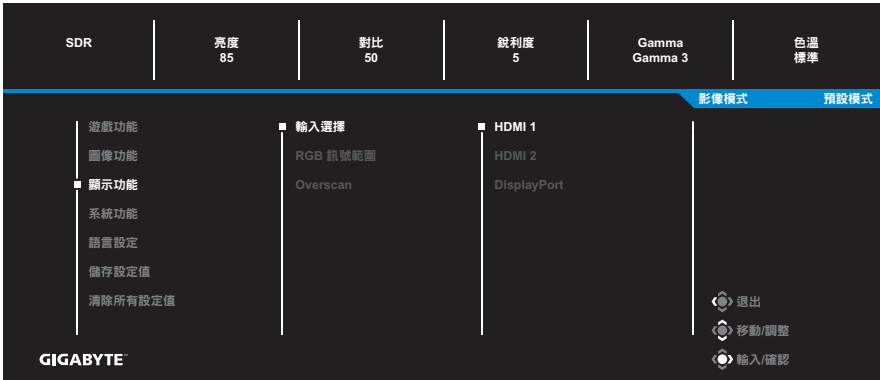 SDR
亮度
85
對比
50
銳利度
5
Gamma
Gamma 3
色溫
標準
影像模式
預設模式
遊戲功能
圖像功能
顯示功能
系統功能
語言設定
儲存設定值
清除所有設定值
輸入選擇
RGB 訊號範圍
Overscan
HDMI 1
HDMI 2
DisplayPort
退出
移動/調整
輸入/確認
GIGABYTE™